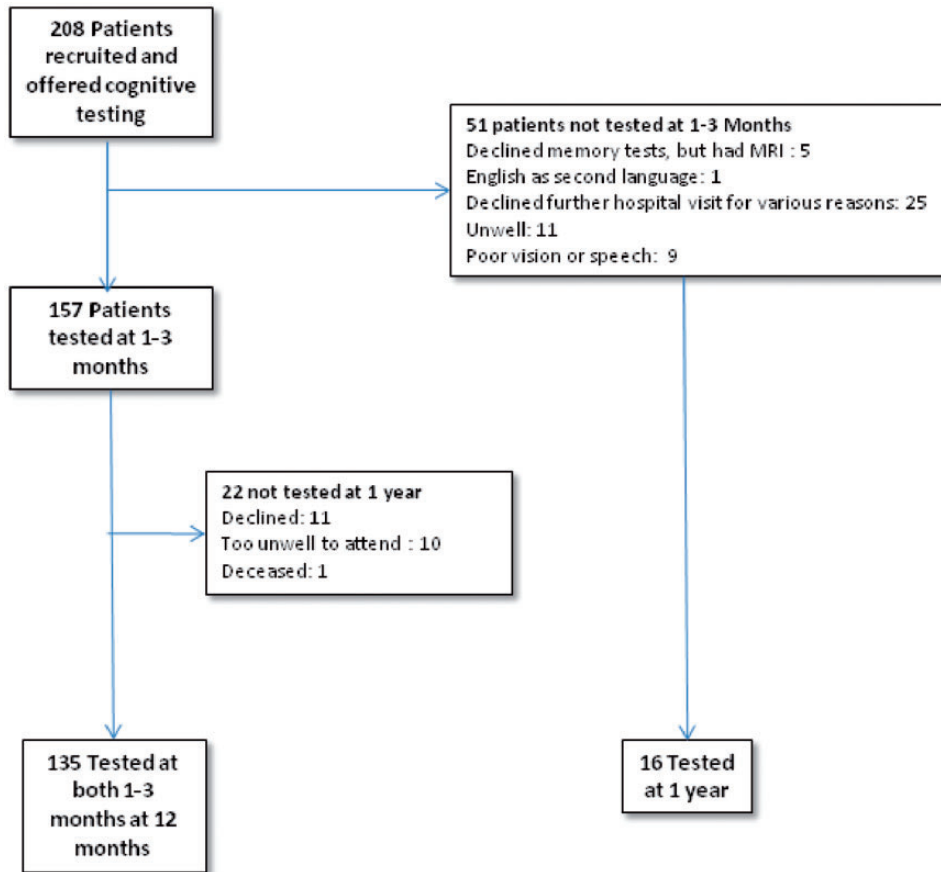 208 Patients
recruited and
offered cognitive
testing
51 patients not tested at 1-3 Months
Declined memory tests, but had MRI : 5
English as second language: 1
Declined further hospital visit for various reasons: 25
Unwell: 11
Poor vision or speech: 9
157 Patients
tested at 1-3
months
22 not tested at 1 year
Declined: 11
Too unwell to attend : 10
Deceased: 1
135 Tested at
both 1-3
months at 12
months
16 Tested
at 1 year